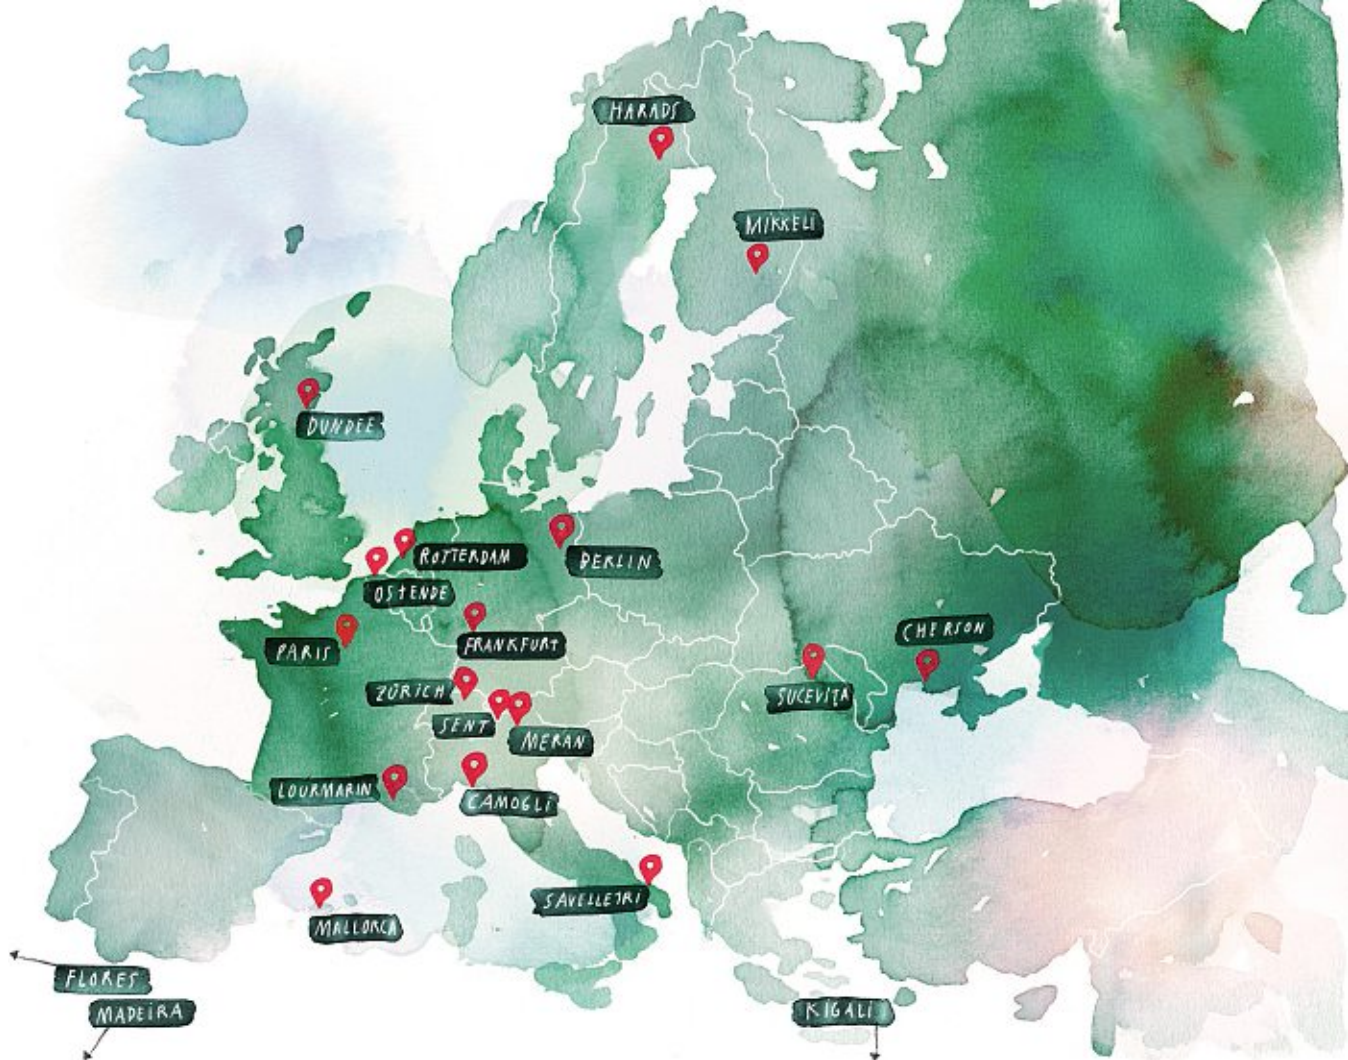 HARADS
MIKKELI
DUNDEE
ROTTERDAM
BERLIN
OSTENDE
CHERSON
PARIS
FRANKFURT
ZÜRICH
SUCEVIȚA
SENT
MERAN
LOURMARIN
CAMOGLI
SAVELLETRI
MALLORCA
FLORES
MADEIRA
KIGALI